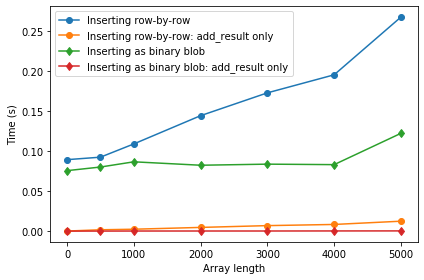 Inserting row-by-row
Inserting row-by-row: add_result only
Inserting as binary blob
Inserting as binary blob: add_result only
Time (s)
0.25
0.20
0.15
0.10
0.05
0.00
0 1000 2000 3000 4000 5000
Array length